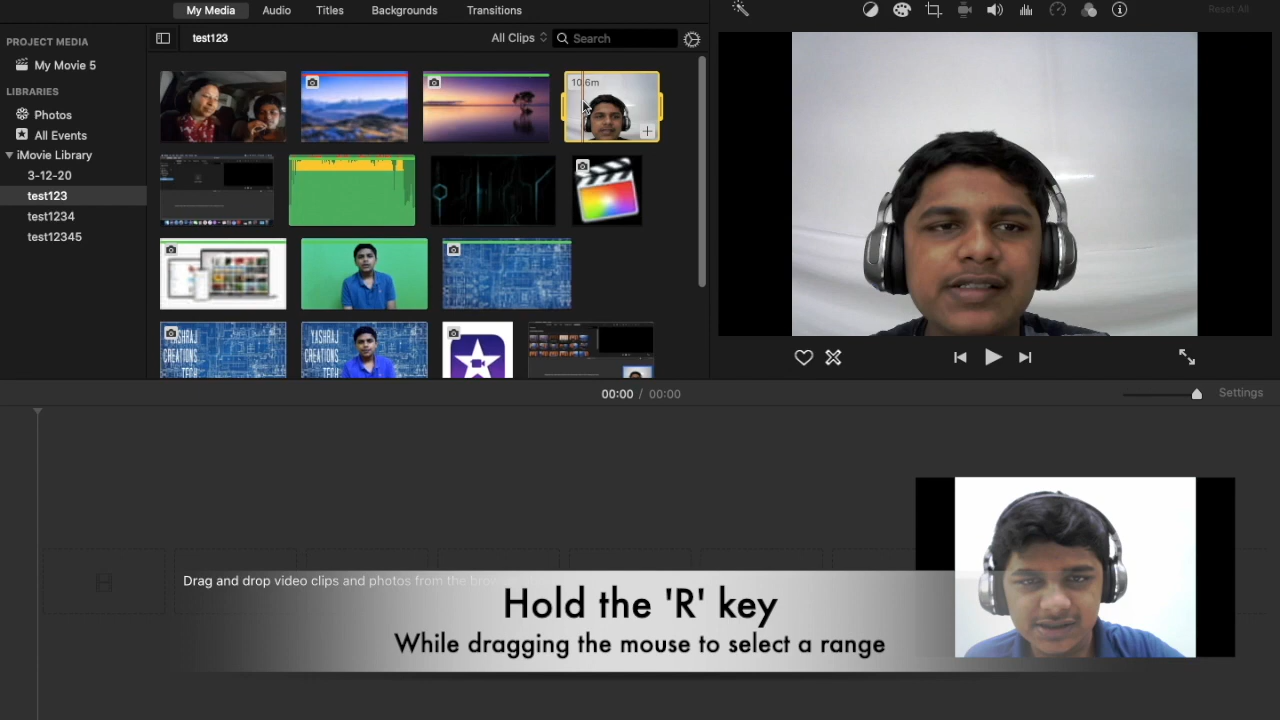 My Media Audio Titles Backgrounds Transitions
Reset All
PROJECT MEDIA
test123
All Clips
Search
My Movie 5
LIBRARIES
Photos
All Events
iMovie Library
3-12-20
test123
test1234
test12345
10.6m
YASHRAJ
CREATIONS
TECH
YASHRAJ
CREATIONS
TECH
00:00 / 00:00
Settings
Drag and drop video clips and photos from the
Hold the 'R' key
While dragging the mouse to select a range